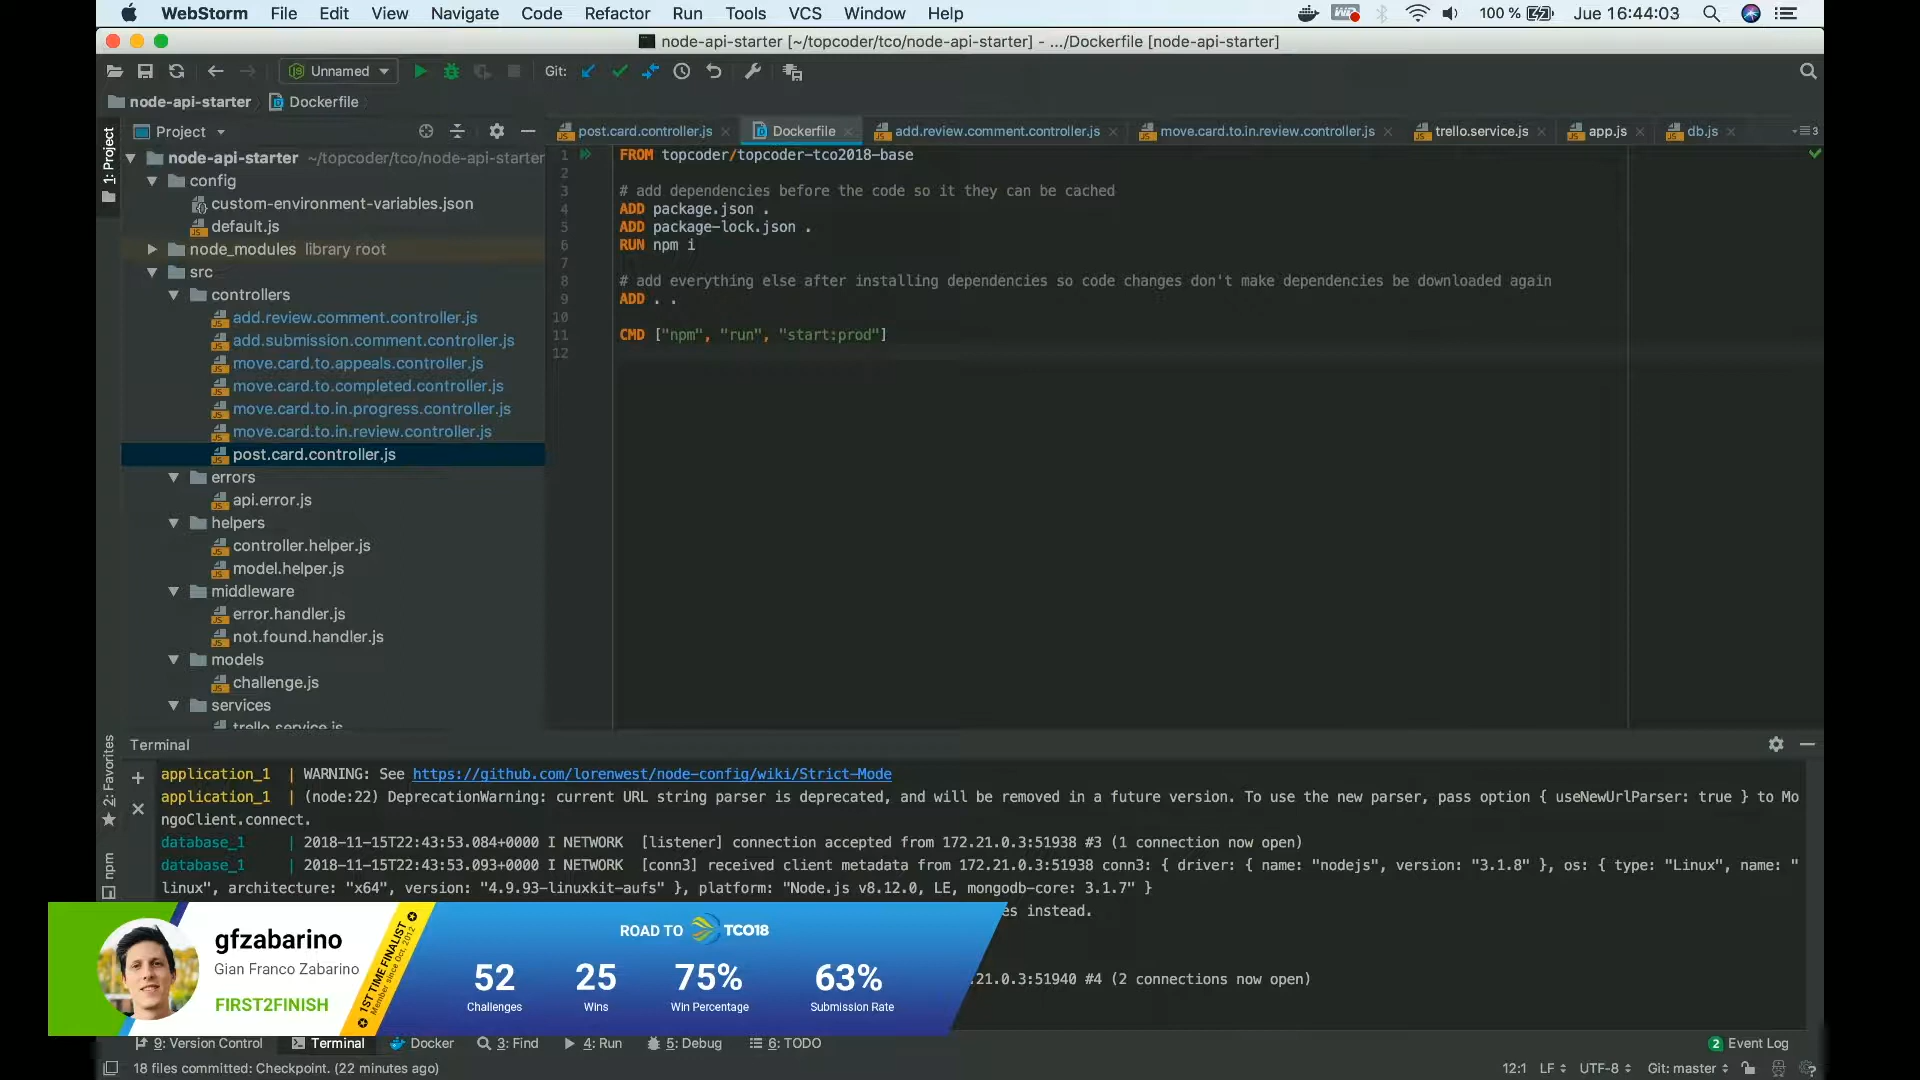 WebStorm File Edit View Navigate Code Refactor Run Tools VCS Window Help 100 % Jue 16:44:03
node-api-starter [~/topcoder/tco/node-api-starter] - .../Dockerfile [node-api-starter]
Unnamed Git:
node-api-starter Dockerfile
1: Project
Project
post.card.controller.js Dockerfile add.review.comment.controller.js move.card.to.in.review.controller.js trello.service.js app.js db.js 3
node-api-starter ~/topcoder/tco/node-api-starter
config
custom-environment-variables.json
default.js
node_modules library root
src
controllers
add.review.comment.controller.js
add.submission.comment.controller.js
move.card.to.appeals.controller.js
move.card.to.completed.controller.js
move.card.to.in.progress.controller.js
move.card.to.in.review.controller.js
post.card.controller.js
errors
api.error.js
helpers
controller.helper.js
model.helper.js
middleware
error.handler.js
not.found.handler.js
models
challenge.js
services
trello.service.js
1 FROM topcoder/topcoder-tco2018-base
2
3 # add dependencies before the code so it they can be cached
4 ADD package.json .
5 ADD package-lock.json .
6 RUN npm i
7
8 # add everything else after installing dependencies so code changes don't make dependencies be downloaded again
9 ADD . .
10
11 CMD ["npm", "run", "start:prod"]
12
2: Favorites
npm
Terminal
application_1 | WARNING: See https://github.com/lorenwest/node-config/wiki/Strict-Mode
application_1 | (node:22) DeprecationWarning: current URL string parser is deprecated, and will be removed in a future version. To use the new parser, pass option { useNewUrlParser: true } to Mo
ngoClient.connect.
database_1 | 2018-11-15T22:43:53.084+0000 I NETWORK [listener] connection accepted from 172.21.0.3:51938 #3 (1 connection now open)
database_1 | 2018-11-15T22:43:53.093+0000 I NETWORK [conn3] received client metadata from 172.21.0.3:51938 conn3: { driver: { name: "nodejs", version: "3.1.8" }, os: { type: "Linux", name: "
linux", architecture: "x64", version: "4.9.93-linuxkit-aufs" }, platform: "Node.js v8.12.0, LE, mongodb-core: 3.1.7" }
es instead.
.21.0.3:51940 #4 (2 connections now open)
gfzabarino
Gian Franco Zabarino
FIRST2FINISH
1ST TIME FINALIST
Member since Oct, 2012
ROAD TO TCO18
52 25 75% 63%
Challenges Wins Win Percentage Submission Rate
9: Version Control Terminal Docker 3: Find 4: Run 5: Debug 6: TODO 2 Event Log
18 files committed: Checkpoint. (22 minutes ago) 12:1 LF UTF-8 Git: master